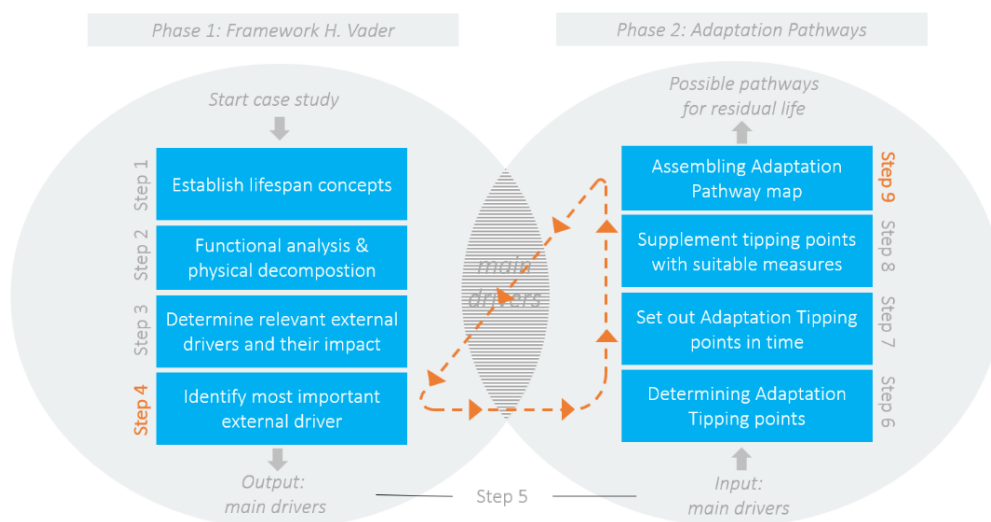 Phase 1: Framework H. Vader
Phase 2: Adaptation Pathways
Start case study
Step 1
Establish lifespan concepts
Step 2
Functional analysis &
physical decompostion
Step 3
Determine relevant external
drivers and their impact
Step 4
Identify most important
external driver
Output:
main drivers
main
drivers
Step 5
Possible pathways
for residual life
Assembling Adaptation
Pathway map
Step 9
Supplement tipping points
with suitable measures
Step 8
Set out Adaptation Tipping
points in time
Step 7
Determining Adaptation
Tipping points
Step 6
Input:
main drivers